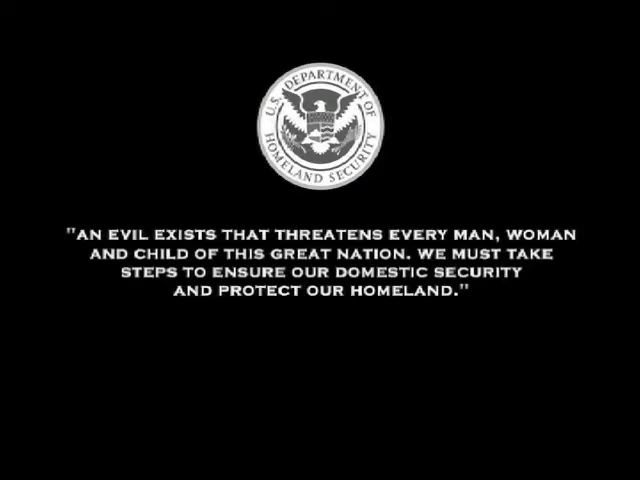 U.S. DEPARTMENT OF
HOMELAND SECURITY
"AN EVIL EXISTS THAT THREATENS EVERY MAN, WOMAN
AND CHILD OF THIS GREAT NATION. WE MUST TAKE
STEPS TO ENSURE OUR DOMESTIC SECURITY
AND PROTECT OUR HOMELAND."